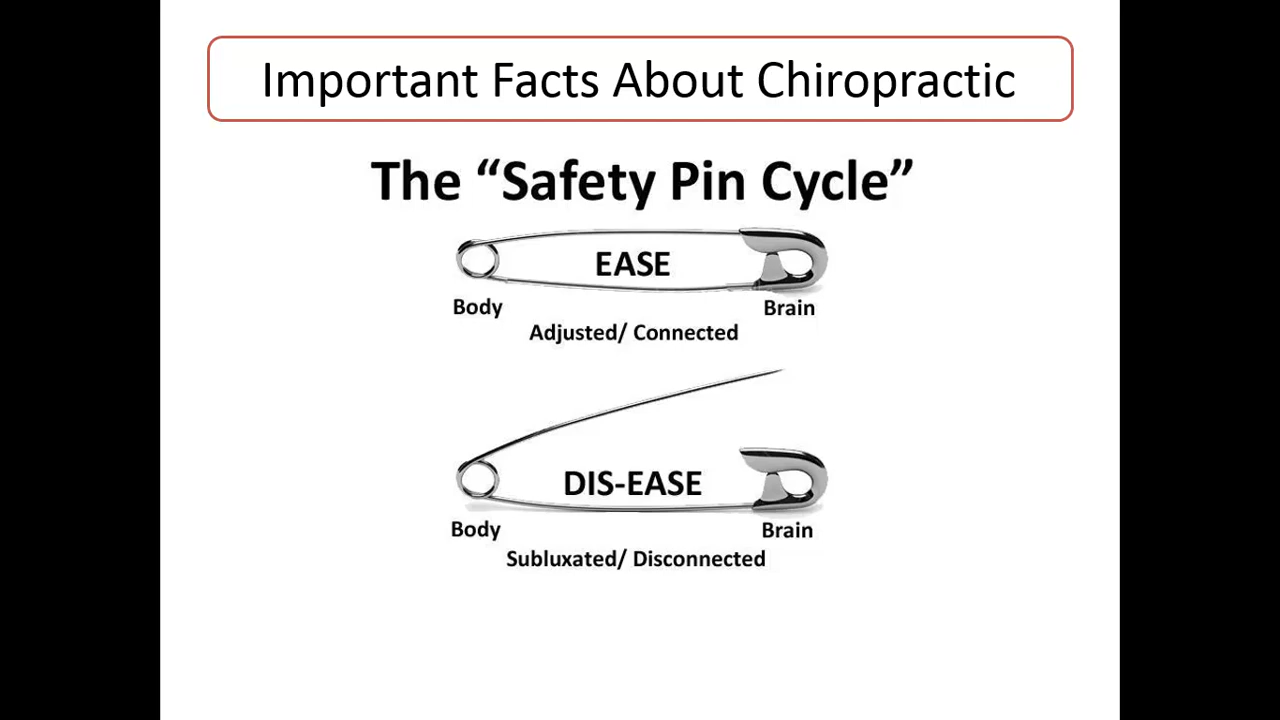 Important Facts About Chiropractic
The “Safety Pin Cycle”
EASE
Body Brain
Adjusted/ Connected
DIS-EASE
Body Brain
Subluxated/ Disconnected